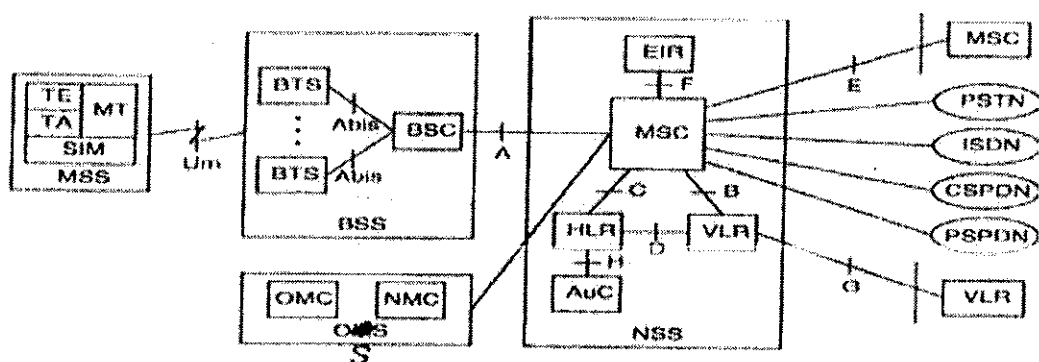 TE
MT
TA
SIM
MSS
Um
BTS
Abis
BSC
BTS
Abis
BSS
A
EIR
F
MSC
C
B
HLR
D
VLR
H
AuC
NSS
OMC
NMC
S
E
MSC
PSTN
ISDN
CSPDN
PSPDN
G
VLR